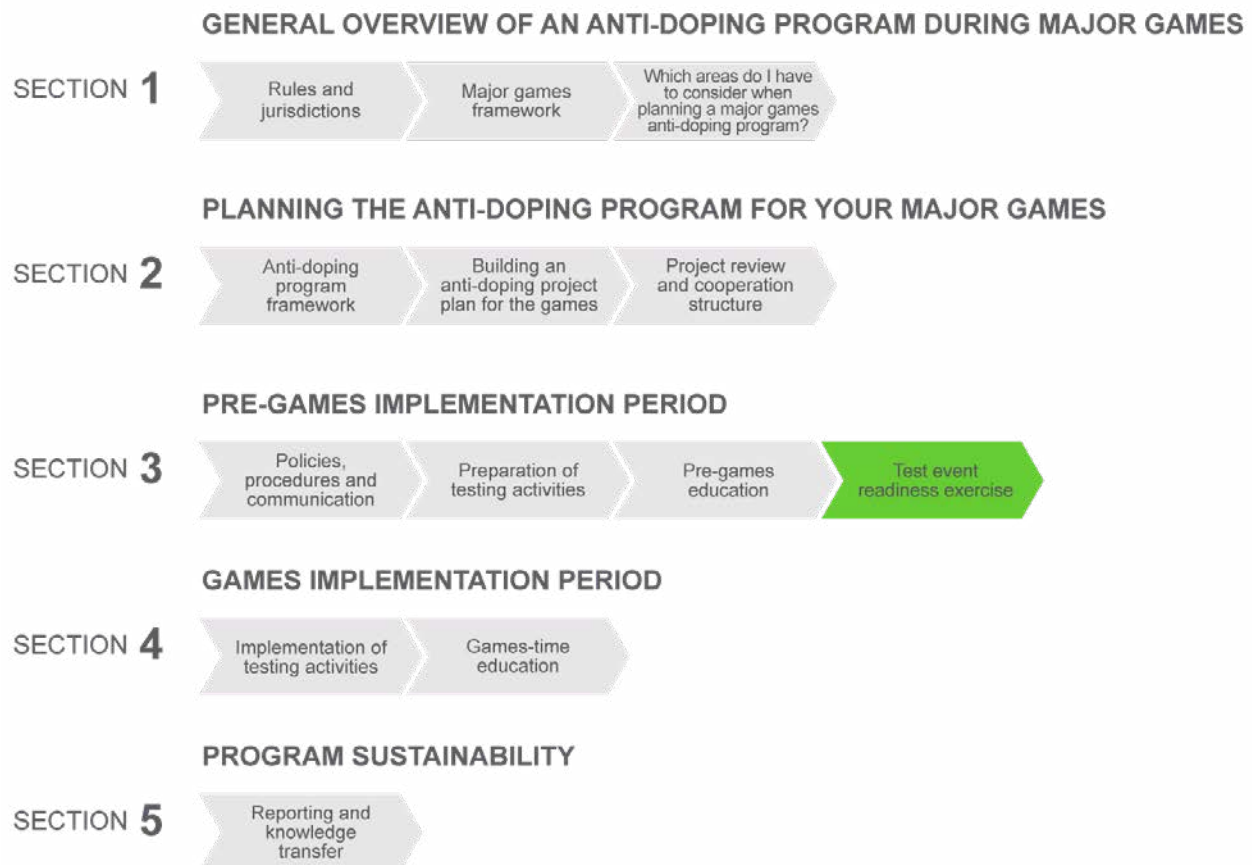 GENERAL OVERVIEW OF AN ANTI-DOPING PROGRAM DURING MAJOR GAMES
SECTION 1
Rules and
jurisdictions
Major games
framework
Which areas do I have
to consider when
planning a major games
anti-doping program?
PLANNING THE ANTI-DOPING PROGRAM FOR YOUR MAJOR GAMES
SECTION 2
Anti-doping
program
framework
Building an
anti-doping project
plan for the games
Project review
and cooperation
structure
PRE-GAMES IMPLEMENTATION PERIOD
SECTION 3
Policies,
procedures and
communication
Preparation of
testing activities
Pre-games
education
Test event
readiness exercise
GAMES IMPLEMENTATION PERIOD
SECTION 4
Implementation of
testing activities
Games-time
education
PROGRAM SUSTAINABILITY
SECTION 5
Reporting and
knowledge
transfer